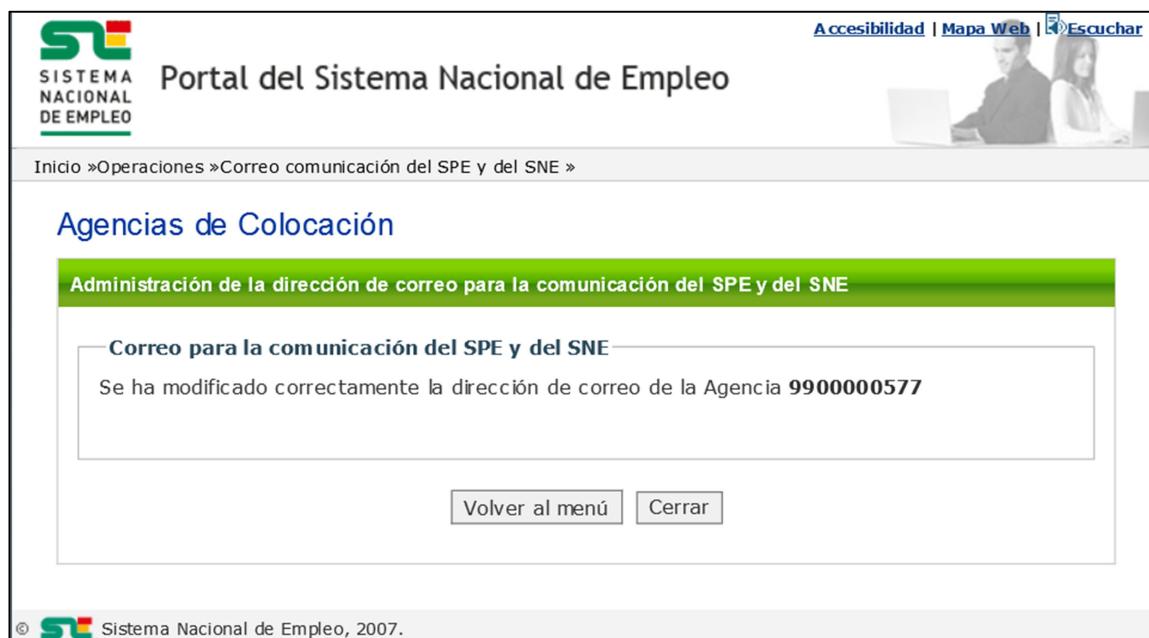 Accesibilidad | Mapa Web | Escuchar
SISTEMA
NACIONAL
DE EMPLEO
Portal del Sistema Nacional de Empleo
Inicio »Operaciones »Correo comunicación del SPE y del SNE »
Agencias de Colocación
Administración de la dirección de correo para la comunicación del SPE y del SNE
Correo para la comunicación del SPE y del SNE
Se ha modificado correctamente la dirección de correo de la Agencia 9900000577
Volver al menú Cerrar
© Sistema Nacional de Empleo, 2007.